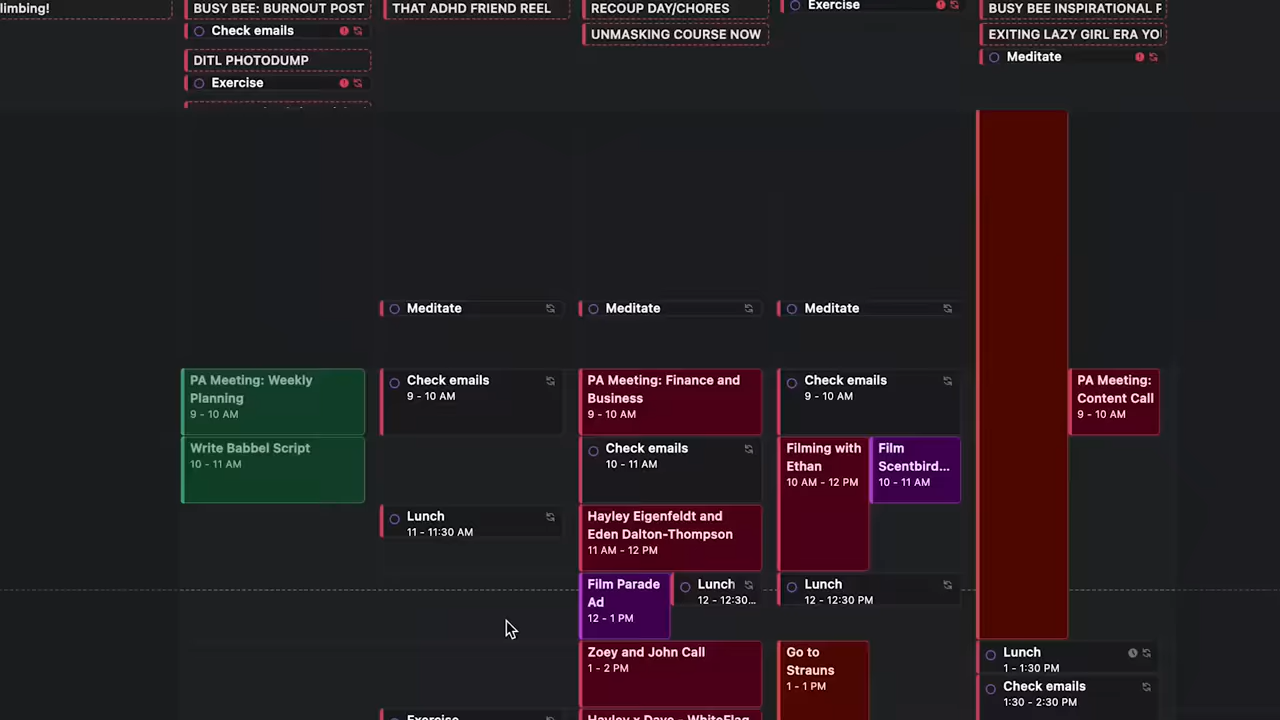 limbing!
BUSY BEE: BURNOUT POST
Check emails
DITL PHOTODUMP
Exercise
THAT ADHD FRIEND REEL
RECOUP DAY/CHORES
UNMASKING COURSE NOW
Exercise
BUSY BEE INSPIRATIONAL P
EXITING LAZY GIRL ERA YO
Meditate
PA Meeting: Weekly
Planning
9 - 10 AM
Write Babbel Script
10 - 11 AM
Meditate
Check emails
9 - 10 AM
Lunch
11 - 11:30 AM
Exercise
Meditate
PA Meeting: Finance and
Business
9 - 10 AM
Check emails
10 - 11 AM
Hayley Eigenfeldt and
Eden Dalton-Thompson
11 AM - 12 PM
Film Parade
Ad
12 - 1 PM
Lunch
12 - 12:30...
Zoey and John Call
1 - 2 PM
Hayley x Dave - WhiteFlag
Meditate
Check emails
9 - 10 AM
Filming with
Ethan
10 AM - 12 PM
Film
Scentbird...
10 - 11 AM
Lunch
12 - 12:30 PM
Go to
Strauns
1 - 1 PM
PA Meeting:
Content Call
9 - 10 AM
Lunch
1 - 1:30 PM
Check emails
1:30 - 2:30 PM